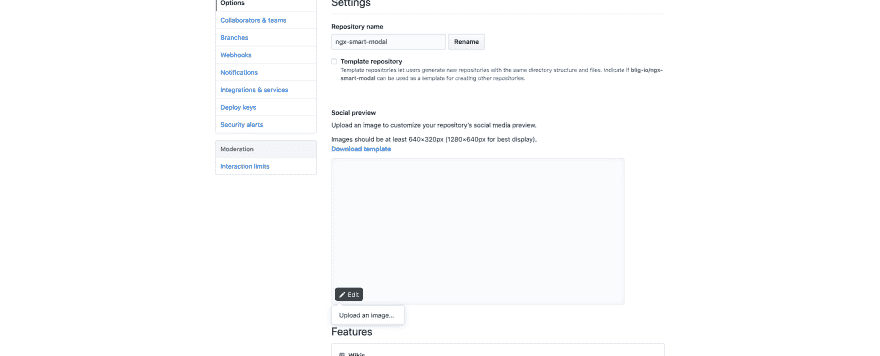 Options
Collaborators & teams
Branches
Webhooks
Notifications
Integrations & services
Deploy keys
Security alerts
Moderation
Interaction limits
Settings
Repository name
ngx-smart-modal
Rename
Template repository
Template repositories let users generate new repositories with the same directory structure and files. Indicate if biig-io/ngx-
smart-modal can be used as a template for creating other repositories.
Social preview
Upload an image to customize your repository's social media preview.
Images should be at least 640×320px (1280×640px for best display).
Download template
Edit
Upload an image...
Features
Wikis